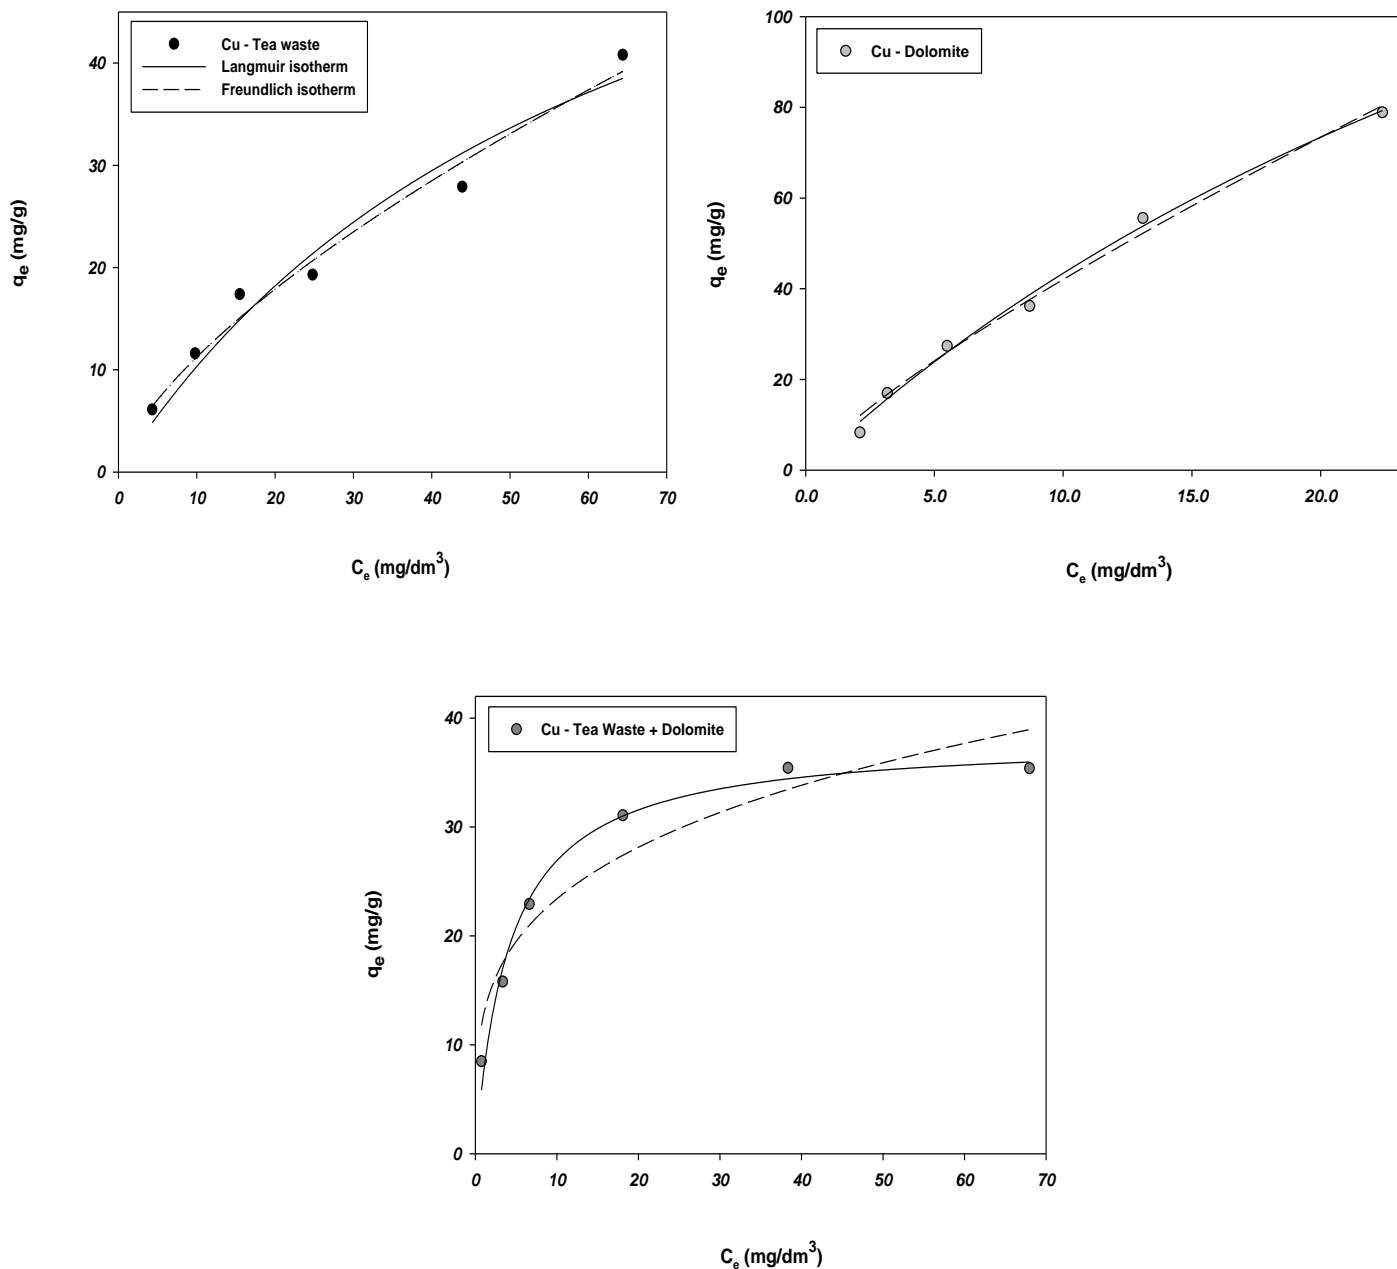 Cu - Tea waste
Langmuir isotherm
Freundlich isotherm
40
30
20
10
0
0 10 20 30 40 50 60 70
qe (mg/g)
Ce (mg/dm3)
Cu - Dolomite
100
80
60
40
20
0
0.0 5.0 10.0 15.0 20.0
qe (mg/g)
Ce (mg/dm3)
Cu - Tea Waste + Dolomite
40
30
20
10
0
0 10 20 30 40 50 60 70
qe (mg/g)
Ce (mg/dm3)